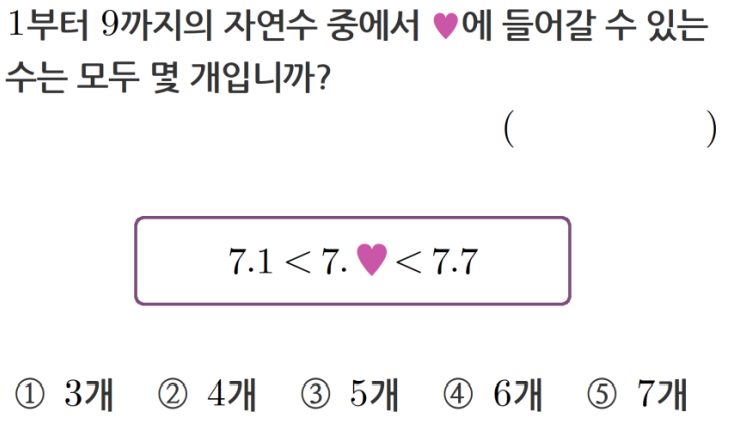 1부터 9까지의 자연수 중에서 ♥에 들어갈 수 있는
수는 모두 몇 개입니까?
( )
7.1 < 7.♥ < 7.7
① 3개 ② 4개 ③ 5개 ④ 6개 ⑤ 7개